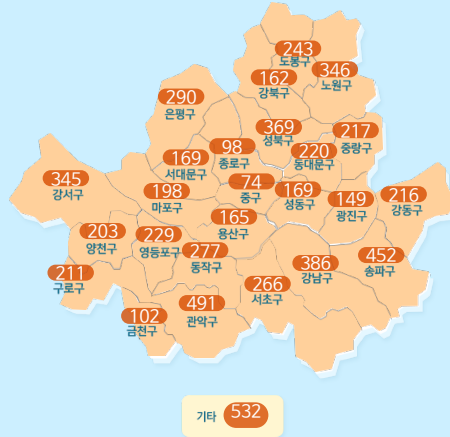 243
도봉구
346
노원구
162
강북구
290
은평구
369
성북구
217
중랑구
98
종로구
220
동대문구
169
서대문구
345
강서구
198
마포구
74
중구
169
성동구
149
광진구
216
강동구
165
용산구
203
양천구
229
영등포구
277
동작구
386
강남구
452
송파구
211
구로구
266
서초구
491
관악구
102
금천구
기타 532